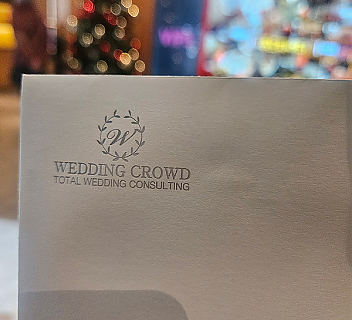 W
WEDDING CROWD
TOTAL WEDDING CONSULTING